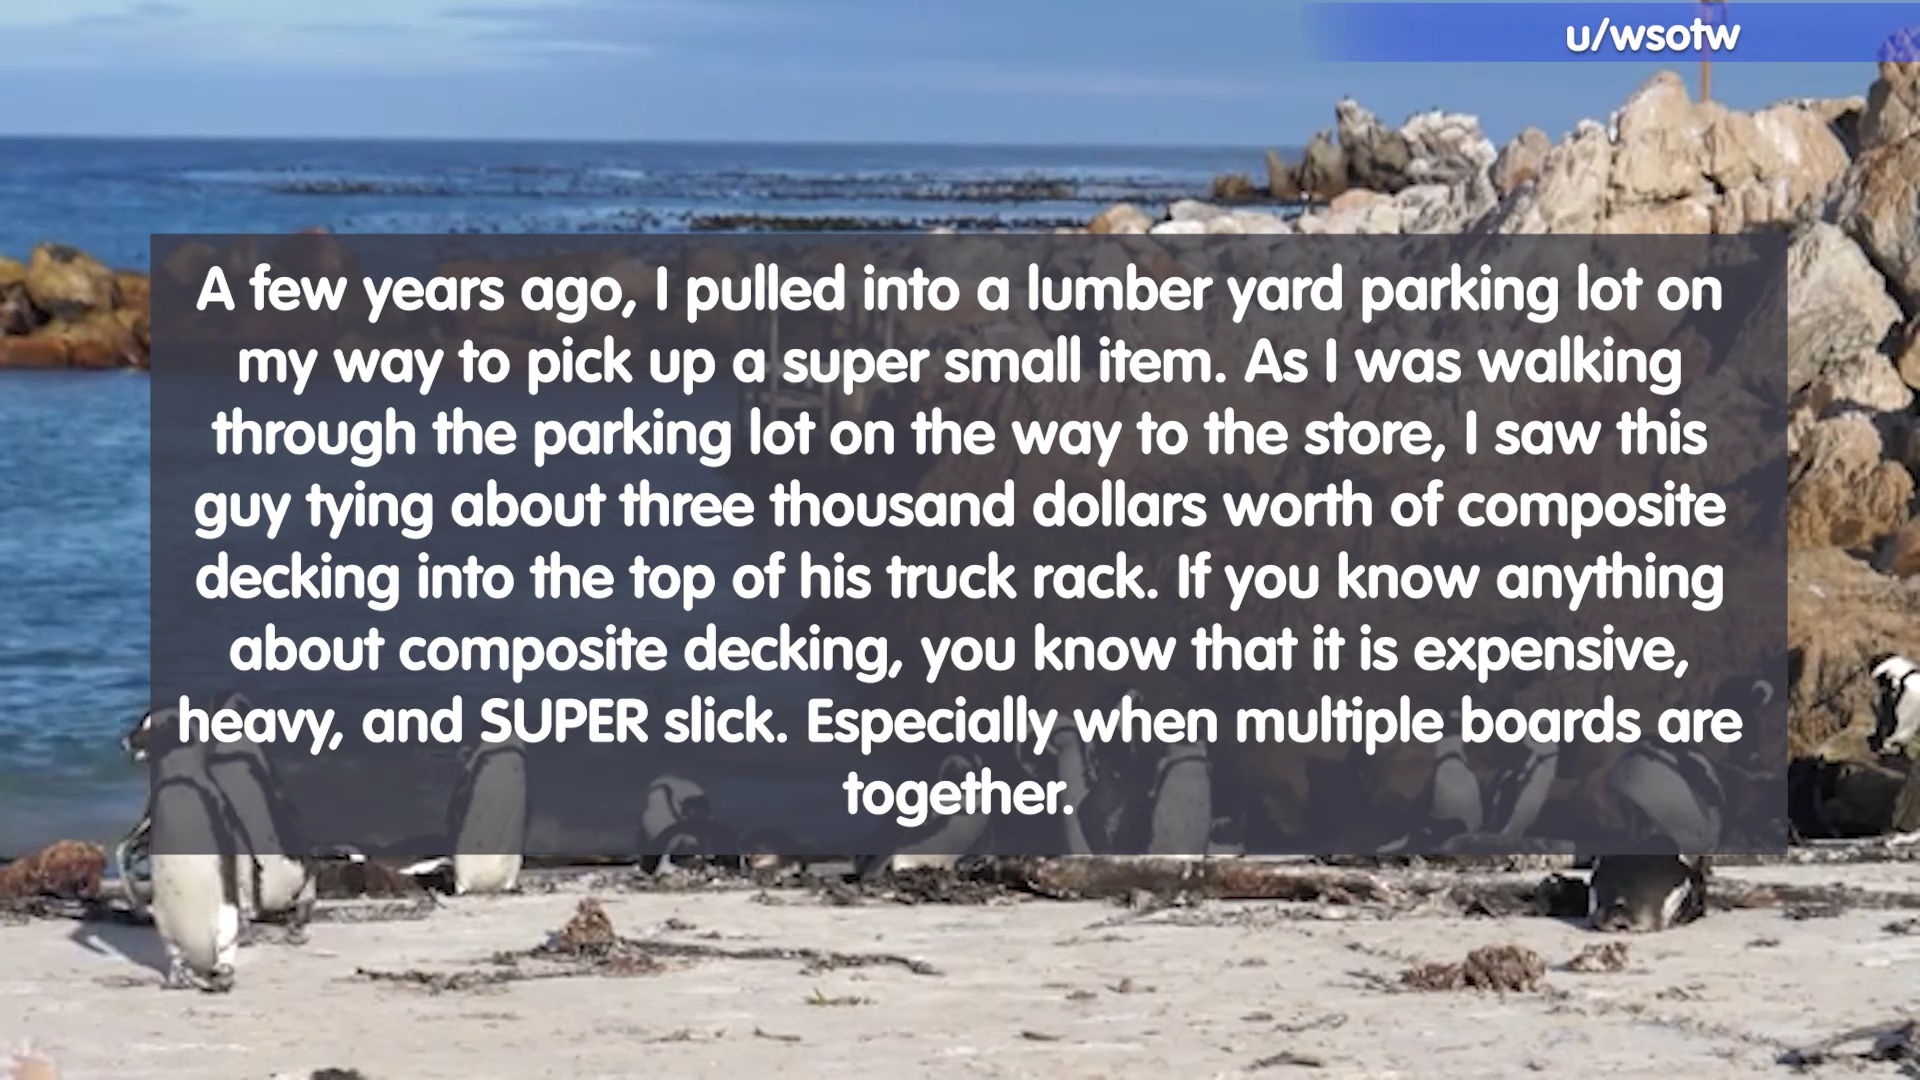 u/wsotw
A few years ago, I pulled into a lumber yard parking lot on
my way to pick up a super small item. As I was walking
through the parking lot on the way to the store, I saw this
guy tying about three thousand dollars worth of composite
decking into the top of his truck rack. If you know anything
about composite decking, you know that it is expensive,
heavy, and SUPER slick. Especially when multiple boards are
together.